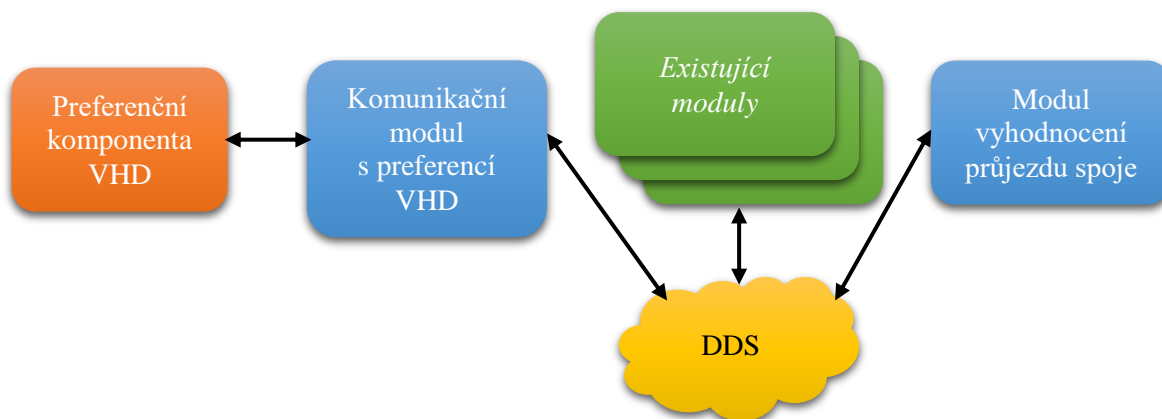 Preferenční
komponenta
VHD
Komunikační
modul
s preferencí
VHD
Existující
moduly
Modul
vyhodnocení
průjezdu spoje
DDS